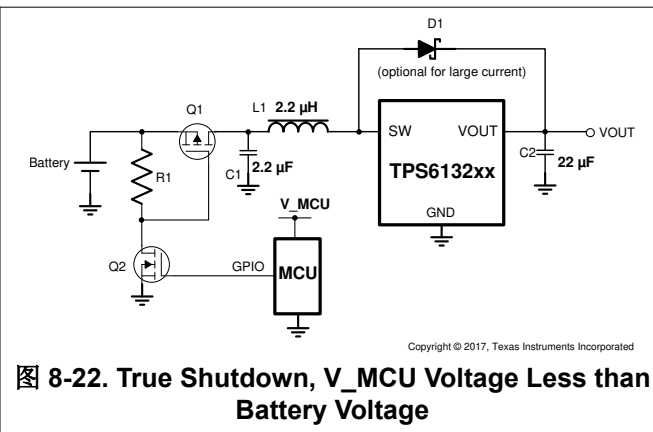 D1
(optional for large current)
Q1
L1 2.2 µH
SW VOUT
VOUT
Battery
R1
C1
2.2 µF
TPS6132xx
C2
22 µF
V_MCU
GND
Q2
GPIO
MCU
Copyright © 2017, Texas Instruments Incorporated
图 8-22. True Shutdown, V_MCU Voltage Less than
Battery Voltage